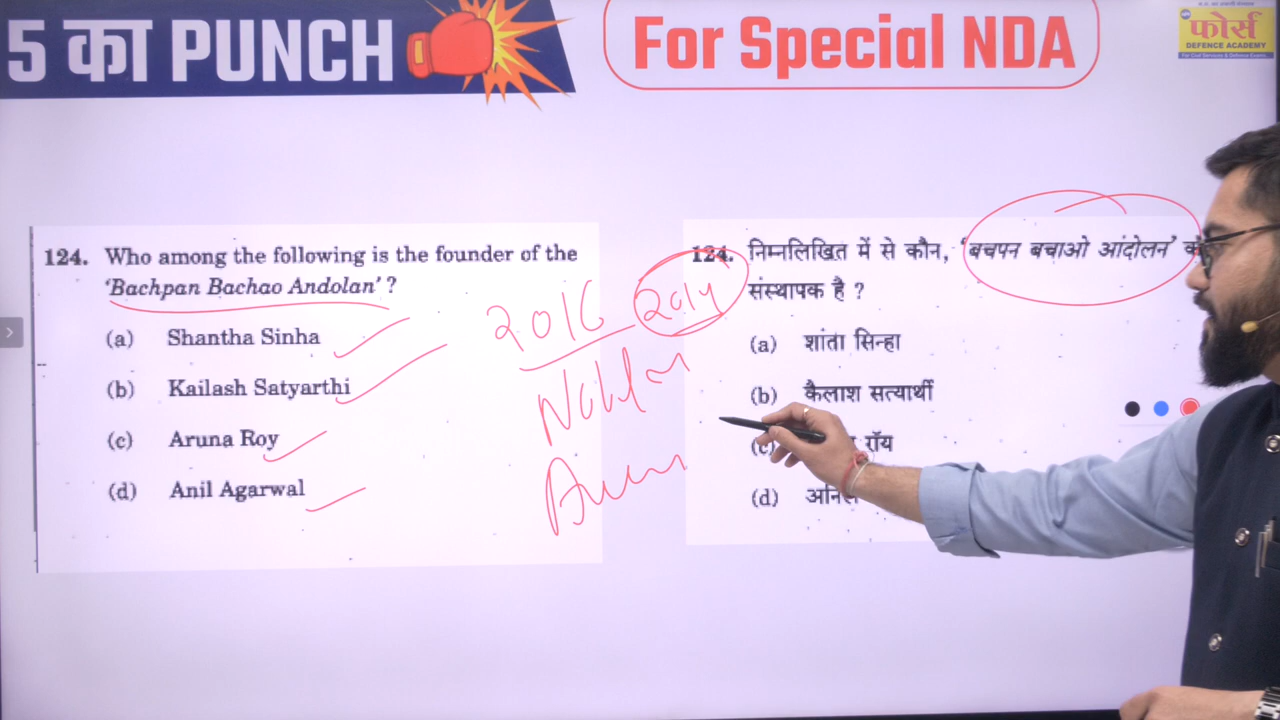 5 का PUNCH
For Special NDA
फोर्स
DEFENCE ACADEMY
124. Who among the following is the founder of the
‘Bachpan Bachao Andolan’ ?
(a) Shantha Sinha
(b) Kailash Satyarthi
(c) Aruna Roy
(d) Anil Agarwal
2016
2014
124. निम्नलिखित में से कौन, ‘बचपन बचाओ आंदोलन’
संस्थापक है ?
(a) शांता सिन्हा
(b) कैलाश सत्यार्थी
(c) रॉय
(d)